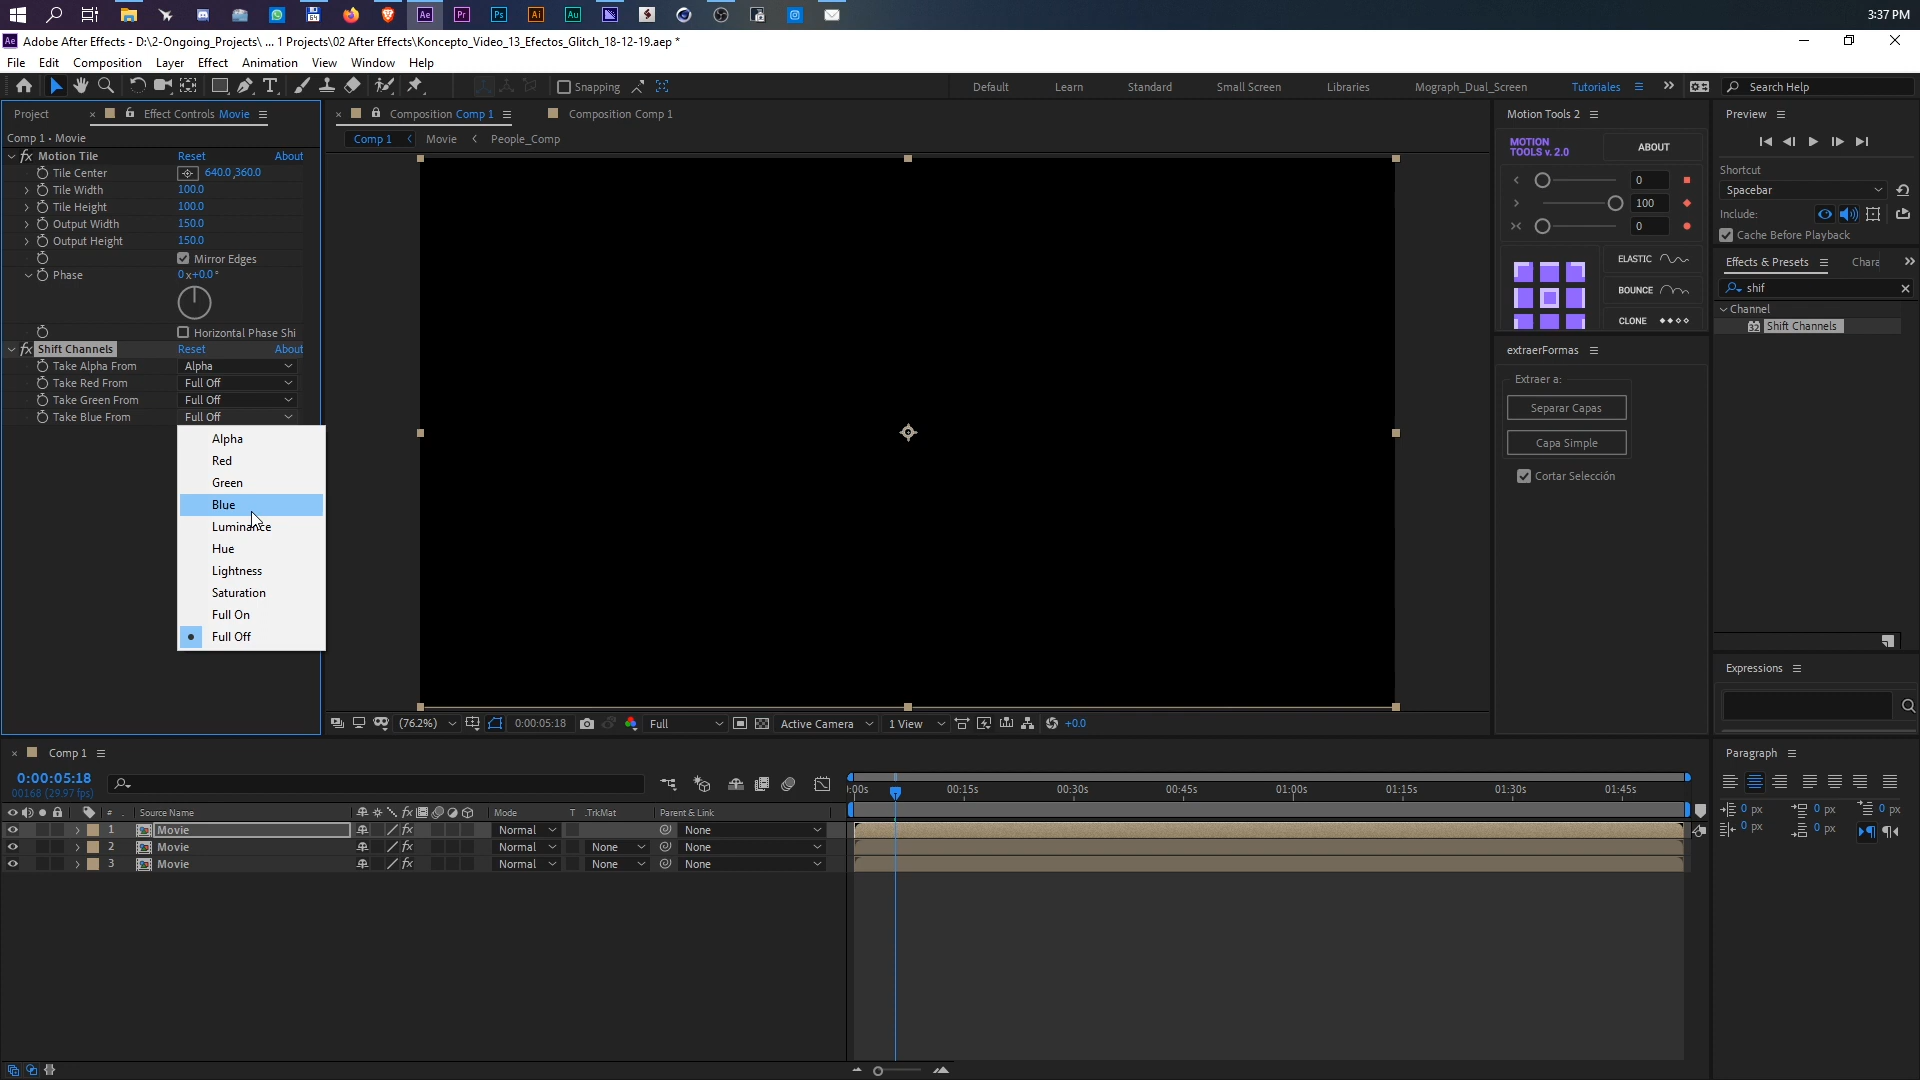 3:37 PM
Adobe After Effects - D:\2-Ongoing_Projects\ ... 1 Projects\02 After Effects\Koncepto_Video_13_Efectos_Glitch_18-12-19.aep *
File Edit Composition Layer Effect Animation View Window Help
Snapping
Default Learn Standard Small Screen Libraries Mograph_Dual_Screen Tutoriales
Search Help
Project
Effect Controls Movie
Comp 1 • Movie
Motion Tile Reset About
Tile Center 640.0,360.0
Tile Width 100.0
Tile Height 100.0
Output Width 150.0
Output Height 150.0
Mirror Edges
Phase 0x+0.0°
Horizontal Phase Shi
Shift Channels Reset About
Take Alpha From Alpha
Take Red From Full Off
Take Green From Full Off
Take Blue From Full Off
Alpha
Red
Green
Blue
Luminance
Hue
Lightness
Saturation
Full On
Full Off
Composition Comp 1
Composition Comp 1
Comp 1 < Movie < People_Comp
(76.2%) 0:00:05:18 Full Active Camera 1 View +0.0
Motion Tools 2
MOTION
TOOLS v. 2.0
ABOUT
0
100
0
ELASTIC
BOUNCE
CLONE
extraerFormas
Extraer a:
Separar Capas
Capa Simple
Cortar Selección
Preview
Shortcut
Spacebar
Include:
Cache Before Playback
Effects & Presets Chara
shif
Channel
32 Shift Channels
Expressions
Paragraph
0 px 0 px 0 px
0 px 0 px
Comp 1
0:00:05:18
00168 (29.97 fps)
# Source Name Mode T .TrkMat Parent & Link
1 Movie Normal None
2 Movie Normal None None
3 Movie Normal None None
):00s 00:15s 00:30s 00:45s 01:00s 01:15s 01:30s 01:45s